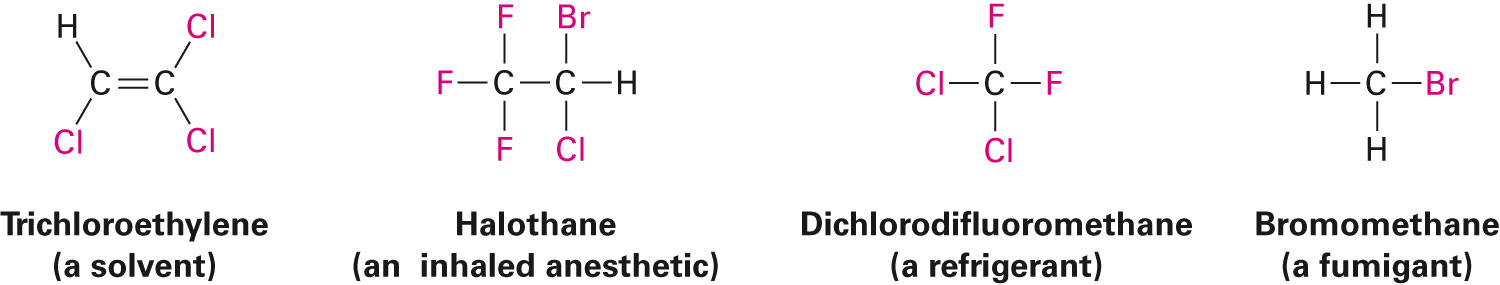 H Cl
C C
Cl Cl
F Br
F C C H
F Cl
F
Cl C F
Cl
H
H C Br
H
Trichloroethylene
(a solvent)
Halothane
(an inhaled anesthetic)
Dichlorodifluoromethane
(a refrigerant)
Bromomethane
(a fumigant)